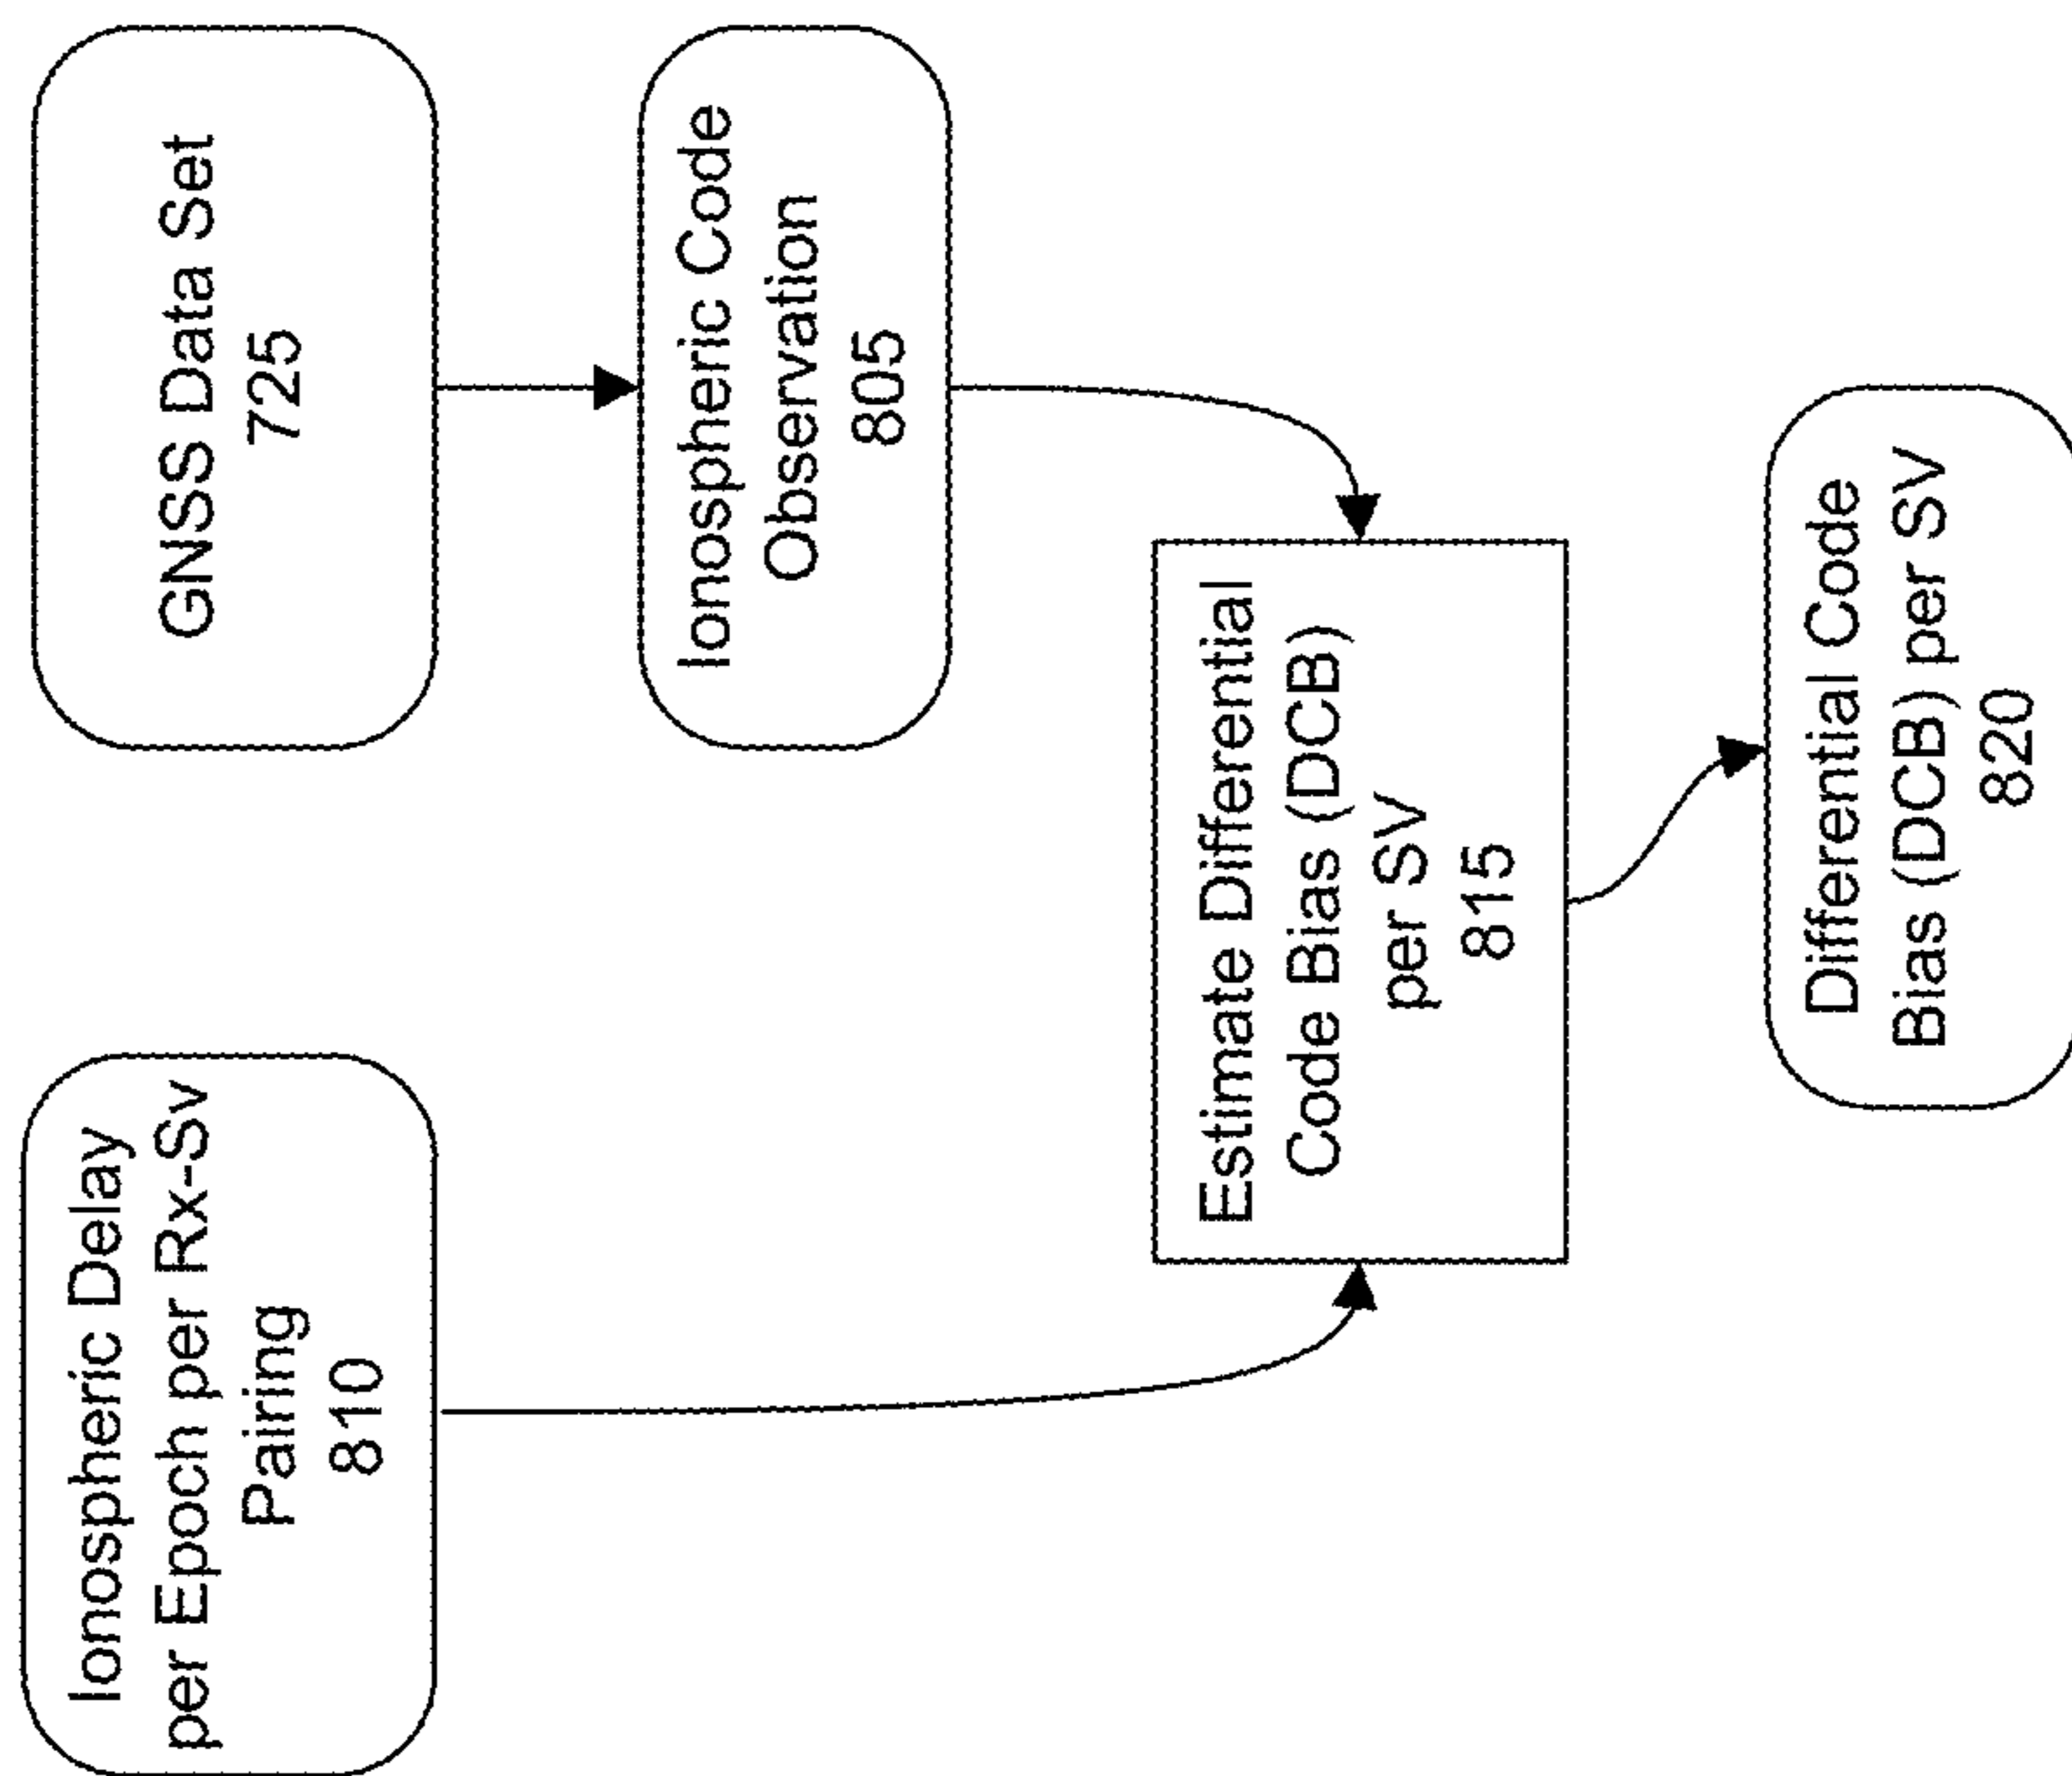 GNSS Data Set
725
Ionospheric Code
Observation
805
Ionospheric Delay
per Epoch per Rx-Sv
Pairing
810
Estimate Differential
Code Bias (DCB)
per SV
815
Differential Code
Bias (DCB) per SV
820